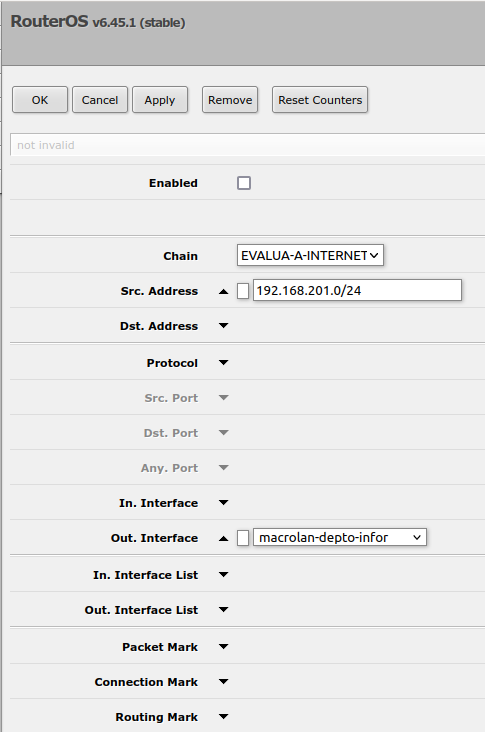 RouterOS v6.45.1 (stable)
OK Cancel Apply Remove Reset Counters
not invalid
Enabled
Chain EVALUA-A-INTERNET
Src. Address 192.168.201.0/24
Dst. Address
Protocol
Src. Port
Dst. Port
Any. Port
In. Interface
Out. Interface macrolan-depto-infor
In. Interface List
Out. Interface List
Packet Mark
Connection Mark
Routing Mark